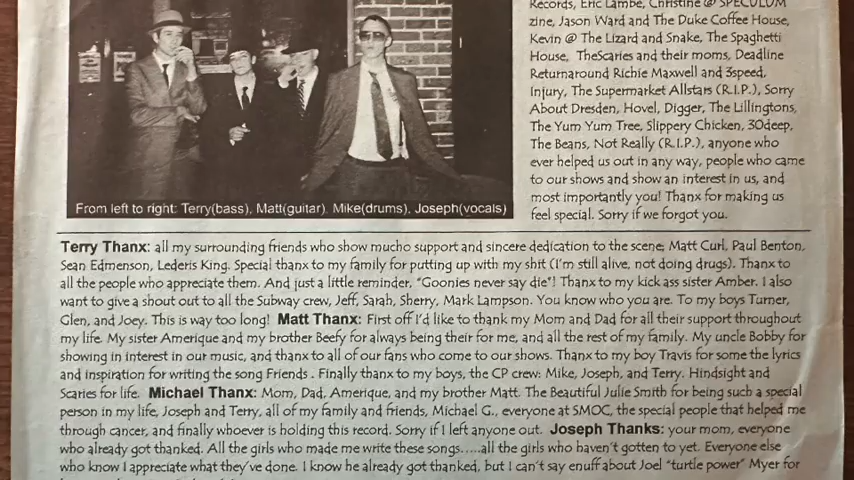 Records, Eric Lambe, Christine @ SPECULUM
zine, Jason Ward and The Duke Coffee House,
Kevin @ The Lizard and Snake, The Spaghetti
House, TheScaries and their moms, Deadline
Returnaround Richie Maxwell and 3speed,
Injury, The Supermarket Allstars (R.I.P.), Sorry
About Dresden, Hovel, Digger, The Lillingtons,
The Yum Yum Tree, Slippery Chicken, 30deep,
The Beans, Not Really (R.I.P.), anyone who
ever helped us out in any way, people who came
to our shows and show an interest in us, and
most importantly you! Thanx for making us
feel special. Sorry if we forgot you.
From left to right: Terry(bass), Matt(guitar). Mike(drums), Joseph(vocals)
Terry Thanx: all my surrounding friends who show mucho support and sincere dedication to the scene; Matt Curl, Paul Benton,
Sean Edmenson, Lederis King. Special thanx to my family for putting up with my shit (I'm still alive, not doing drugs). Thanx to
all the people who appreciate them. And just a little reminder, "Goonies never say die"! Thanx to my kick ass sister Amber. I also
want to give a shout out to all the Subway crew, Jeff, Sarah, Sherry, Mark Lampson. You know who you are. To my boys Turner,
Glen, and Joey. This is way too long! Matt Thanx: First off I'd like to thank my Mom and Dad for all their support throughout
my life. My sister Amerique and my brother Beefy for always being their for me, and all the rest of my family. My uncle Bobby for
showing in interest in our music, and thanx to all of our fans who come to our shows. Thanx to my boy Travis for some the lyrics
and inspiration for writing the song Friends . Finally thanx to my boys, the CP crew: Mike, Joseph, and Terry. Hindsight and
Scaries for life. Michael Thanx: Mom, Dad, Amerique, and my brother Matt. The Beautiful Julie Smith for being such a special
person in my life, Joseph and Terry, all of my family and friends, Michael G., everyone at SMOC, the special people that helped me
through cancer, and finally whoever is holding this record. Sorry if I left anyone out. Joseph Thanks: your mom, everyone
who already got thanked. All the girls who made me write these songs.....all the girls who haven't gotten to yet. Everyone else
who know I appreciate what they've done. I know he already got thanked, but I can't say enuff about Joel "turtle power" Myer for